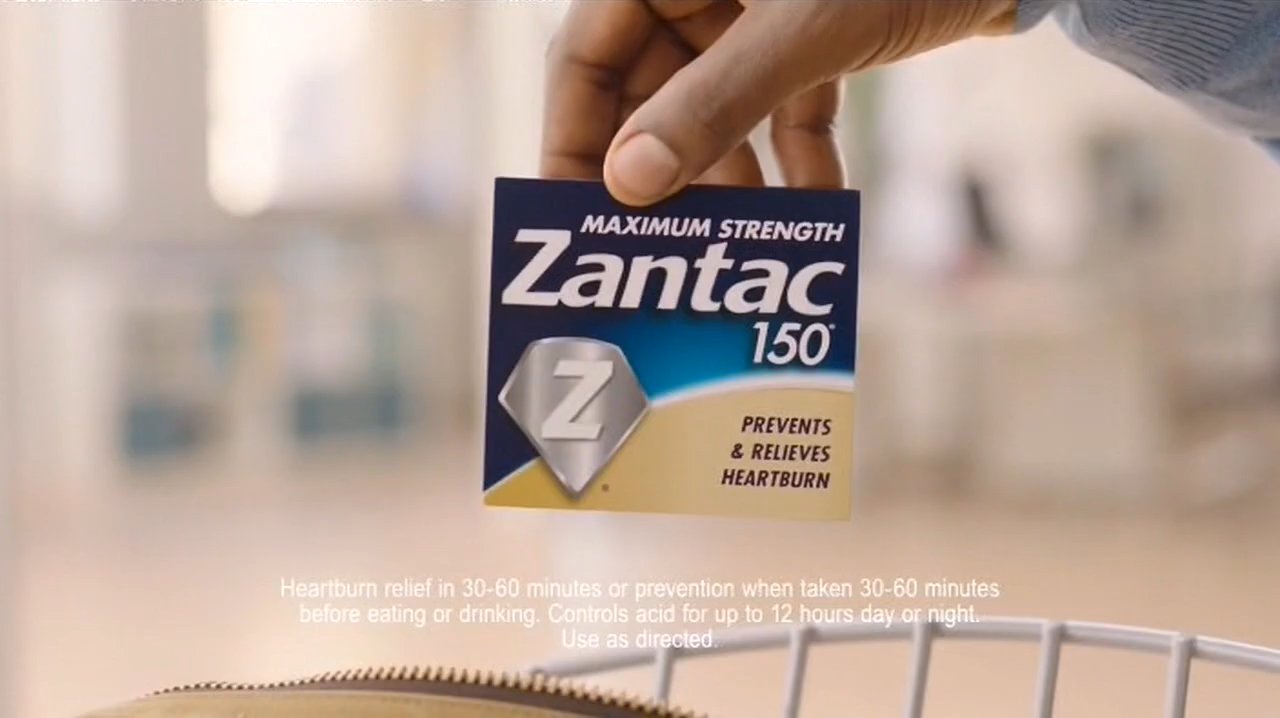 MAXIMUM STRENGTH
Zantac
150®
Z
PREVENTS
& RELIEVES
HEARTBURN
®
Heartburn relief in 30-60 minutes or prevention when taken 30-60 minutes
before eating or drinking. Controls acid for up to 12 hours day or night.
Use as directed.